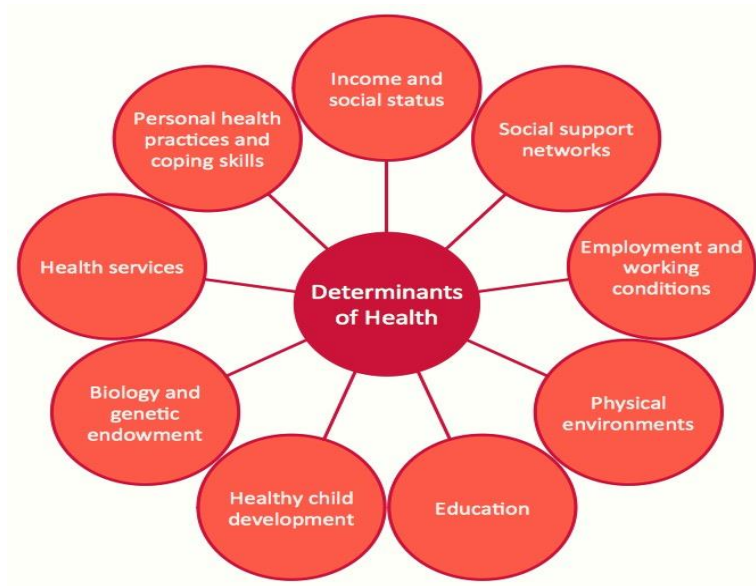 Income and
social status
Social support
networks
Employment and
working
conditions
Physical
environments
Education
Healthy child
development
Biology and
genetic
endowment
Health services
Personal health
practices and
coping skills
Determinants
of Health